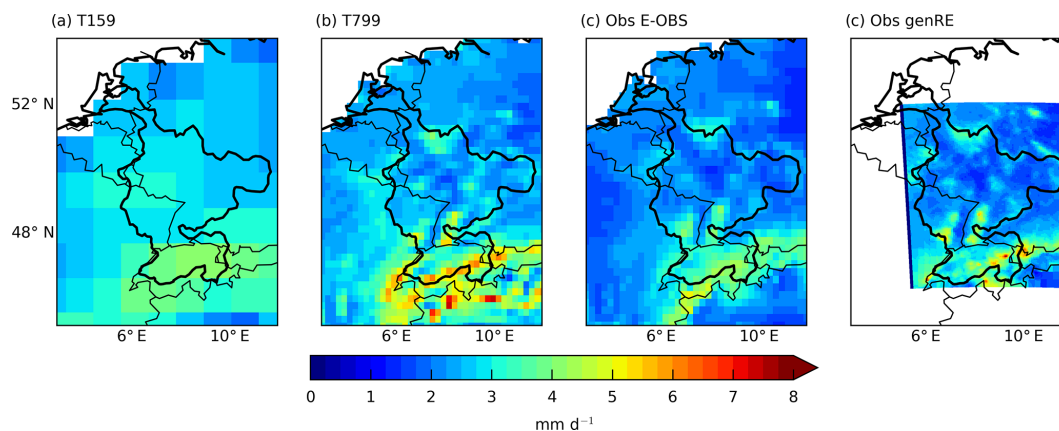 (a) T159 (b) T799 (c) Obs E-OBS (c) Obs genRE
52° N
48° N
6° E 10° E 6° E 10° E 6° E 10° E 6° E 10° E
0 1 2 3 4 5 6 7 8
mm d⁻¹